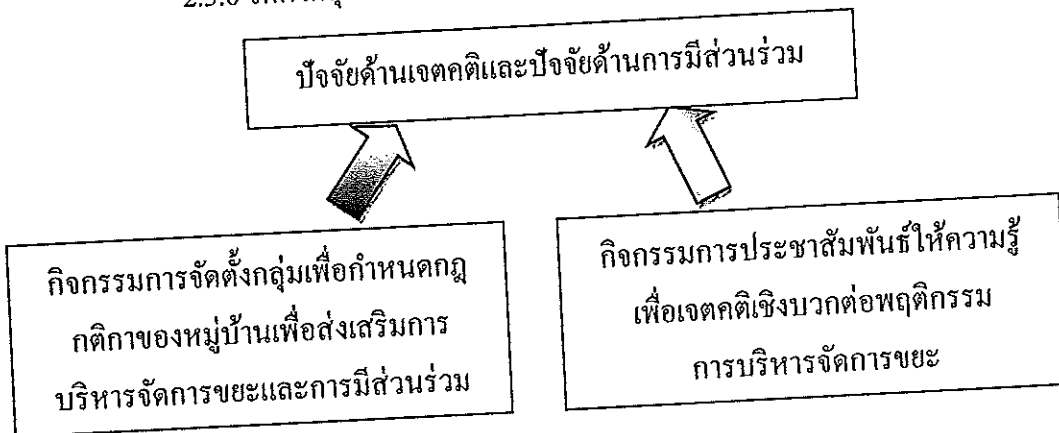 2.3.6
ปัจจัยด้านเจตคติและปัจจัยด้านการมีส่วนร่วม
กิจกรรมการจัดตั้งกลุ่มเพื่อกำหนดกฎ
กติกาของหมู่บ้านเพื่อส่งเสริมการ
บริหารจัดการขยะและการมีส่วนร่วม
กิจกรรมการประชาสัมพันธ์ให้ความรู้
เพื่อเจตคติเชิงบวกต่อพฤติกรรม
การบริหารจัดการขยะ